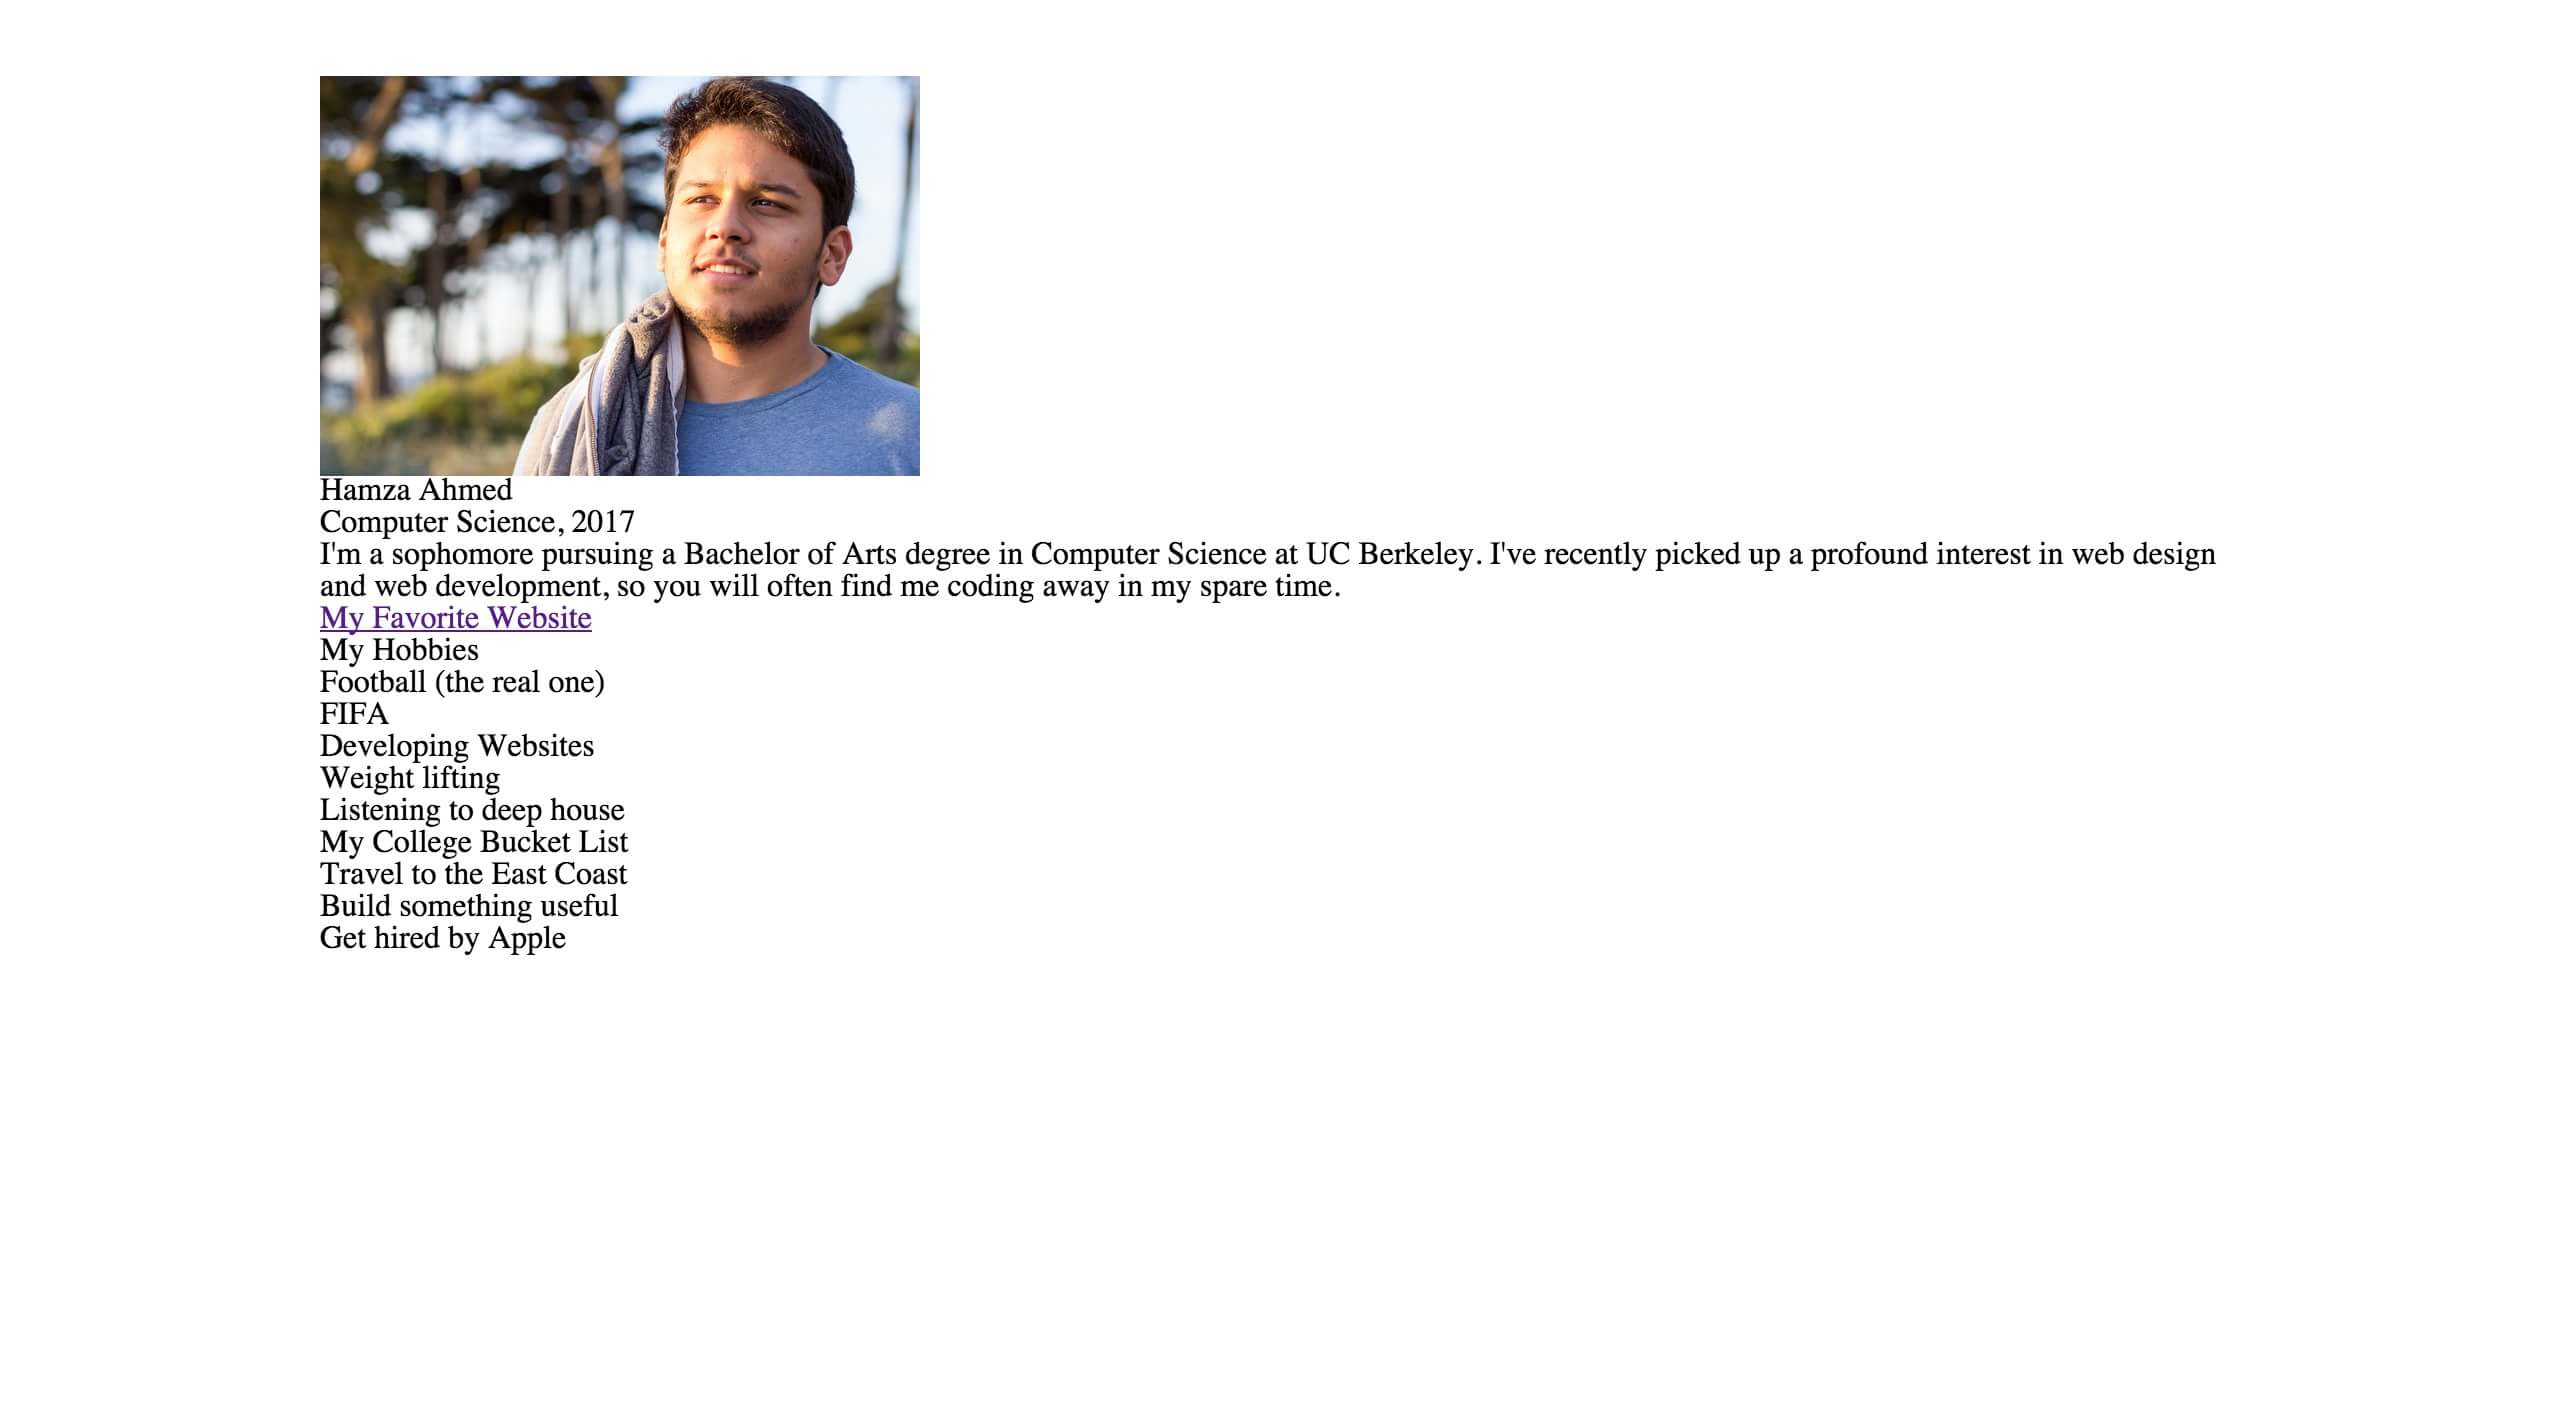 Hamza Ahmed
Computer Science, 2017
I'm a sophomore pursuing a Bachelor of Arts degree in Computer Science at UC Berkeley. I've recently picked up a profound interest in web design
and web development, so you will often find me coding away in my spare time.
My Favorite Website
My Hobbies
Football (the real one)
FIFA
Developing Websites
Weight lifting
Listening to deep house
My College Bucket List
Travel to the East Coast
Build something useful
Get hired by Apple